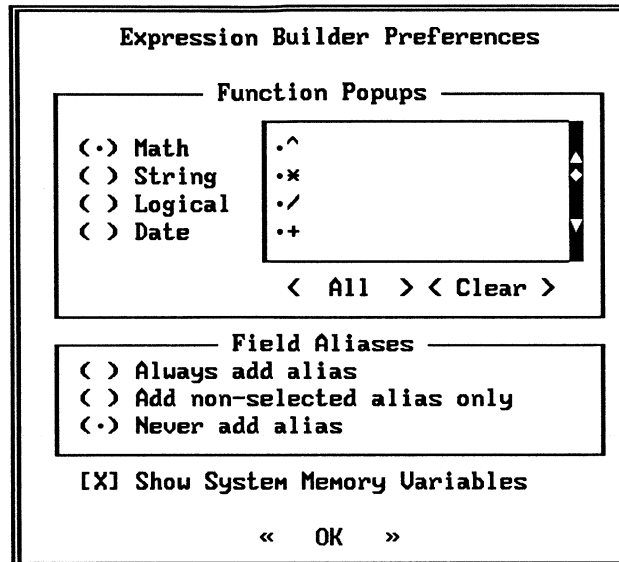 Expression Builder Preferences
Function Popups
(·) Math
( ) String
( ) Logical
( ) Date
·^
·*
·/
·+
< All > < Clear >
Field Aliases
( ) Always add alias
( ) Add non-selected alias only
(·) Never add alias
[X] Show System Memory Variables
« OK »